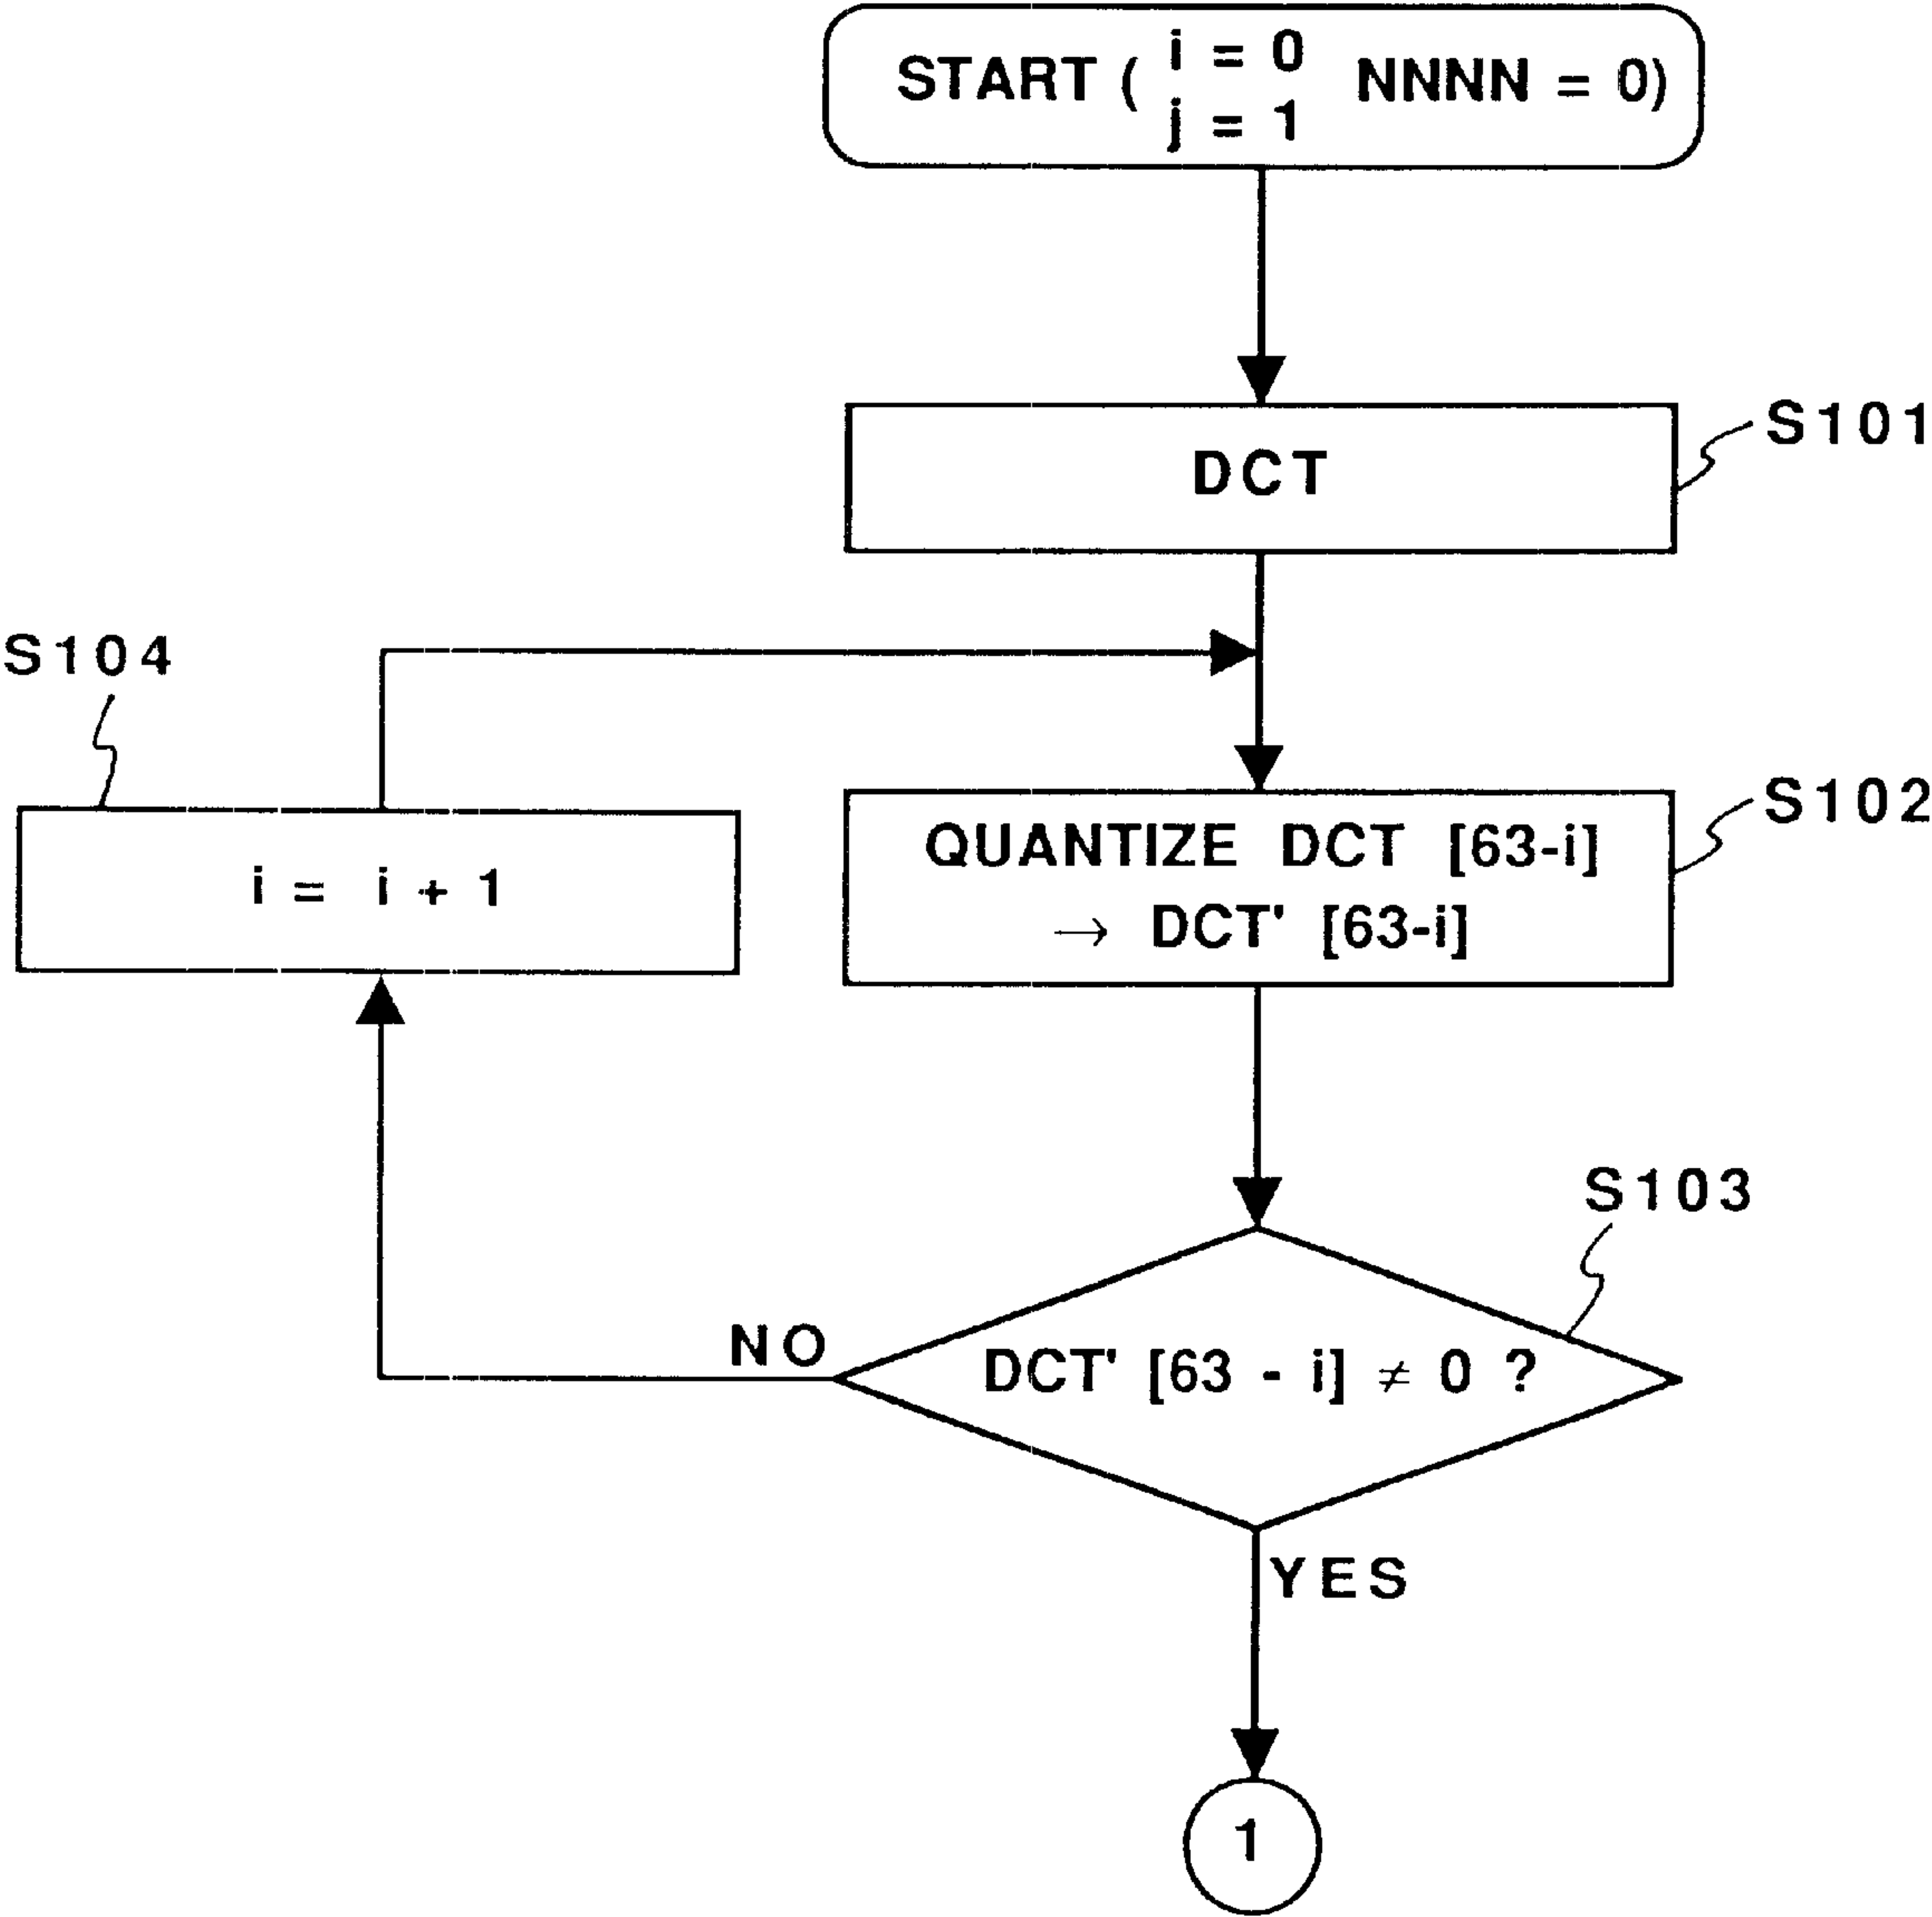 START ( i = 0 NNNN = 0)
j = 1
DCT
S101
S104
i = i + 1
QUANTIZE DCT [63-i]
→ DCT' [63-i]
S102
S103
NO
DCT' [63 - i] ≠ 0 ?
YES
1